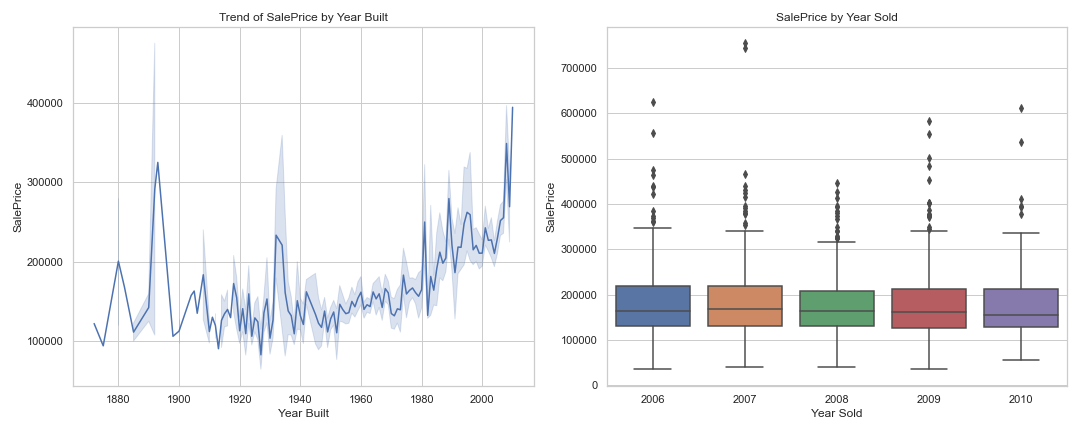 Trend of SalePrice by Year Built
400000
300000
200000
100000
SalePrice
1880 1900 1920 1940 1960 1980 2000
Year Built
SalePrice by Year Sold
700000
600000
500000
400000
300000
200000
100000
0
SalePrice
2006 2007 2008 2009 2010
Year Sold